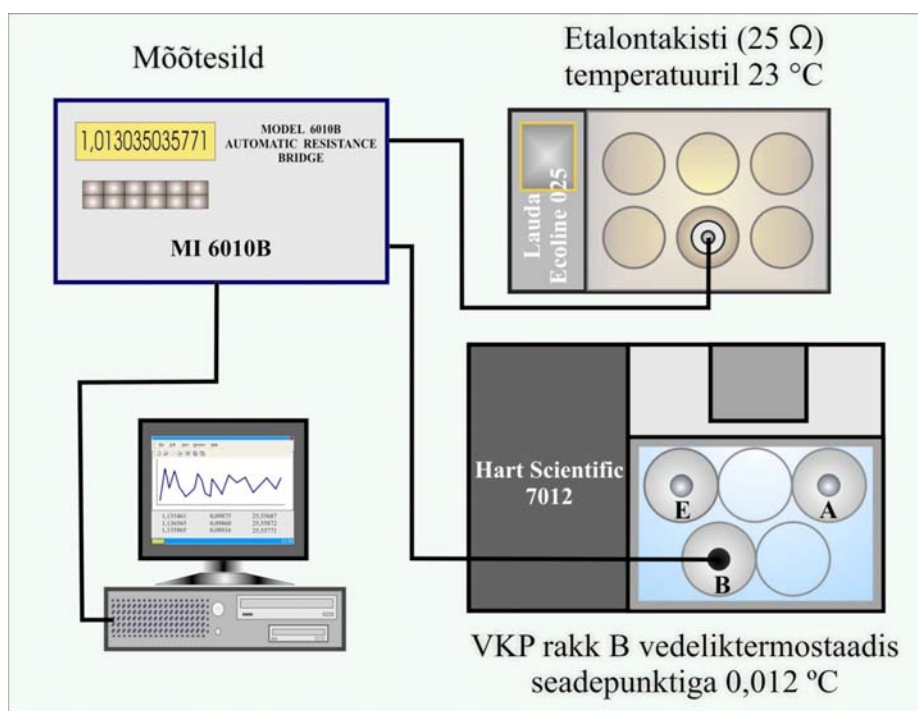 Mõõtesild
Etalontakisti (25 Ω)
temperatuuril 23 °C
1,013035035771
MODEL 6010B
AUTOMATIC RESISTANCE
BRIDGE
MI 6010B
Lauda
Ecoline 025
Hart Scientific
7012
E
A
B
VKP rakk B vedeliktermostaadis
seadepunktiga 0,012 ºC